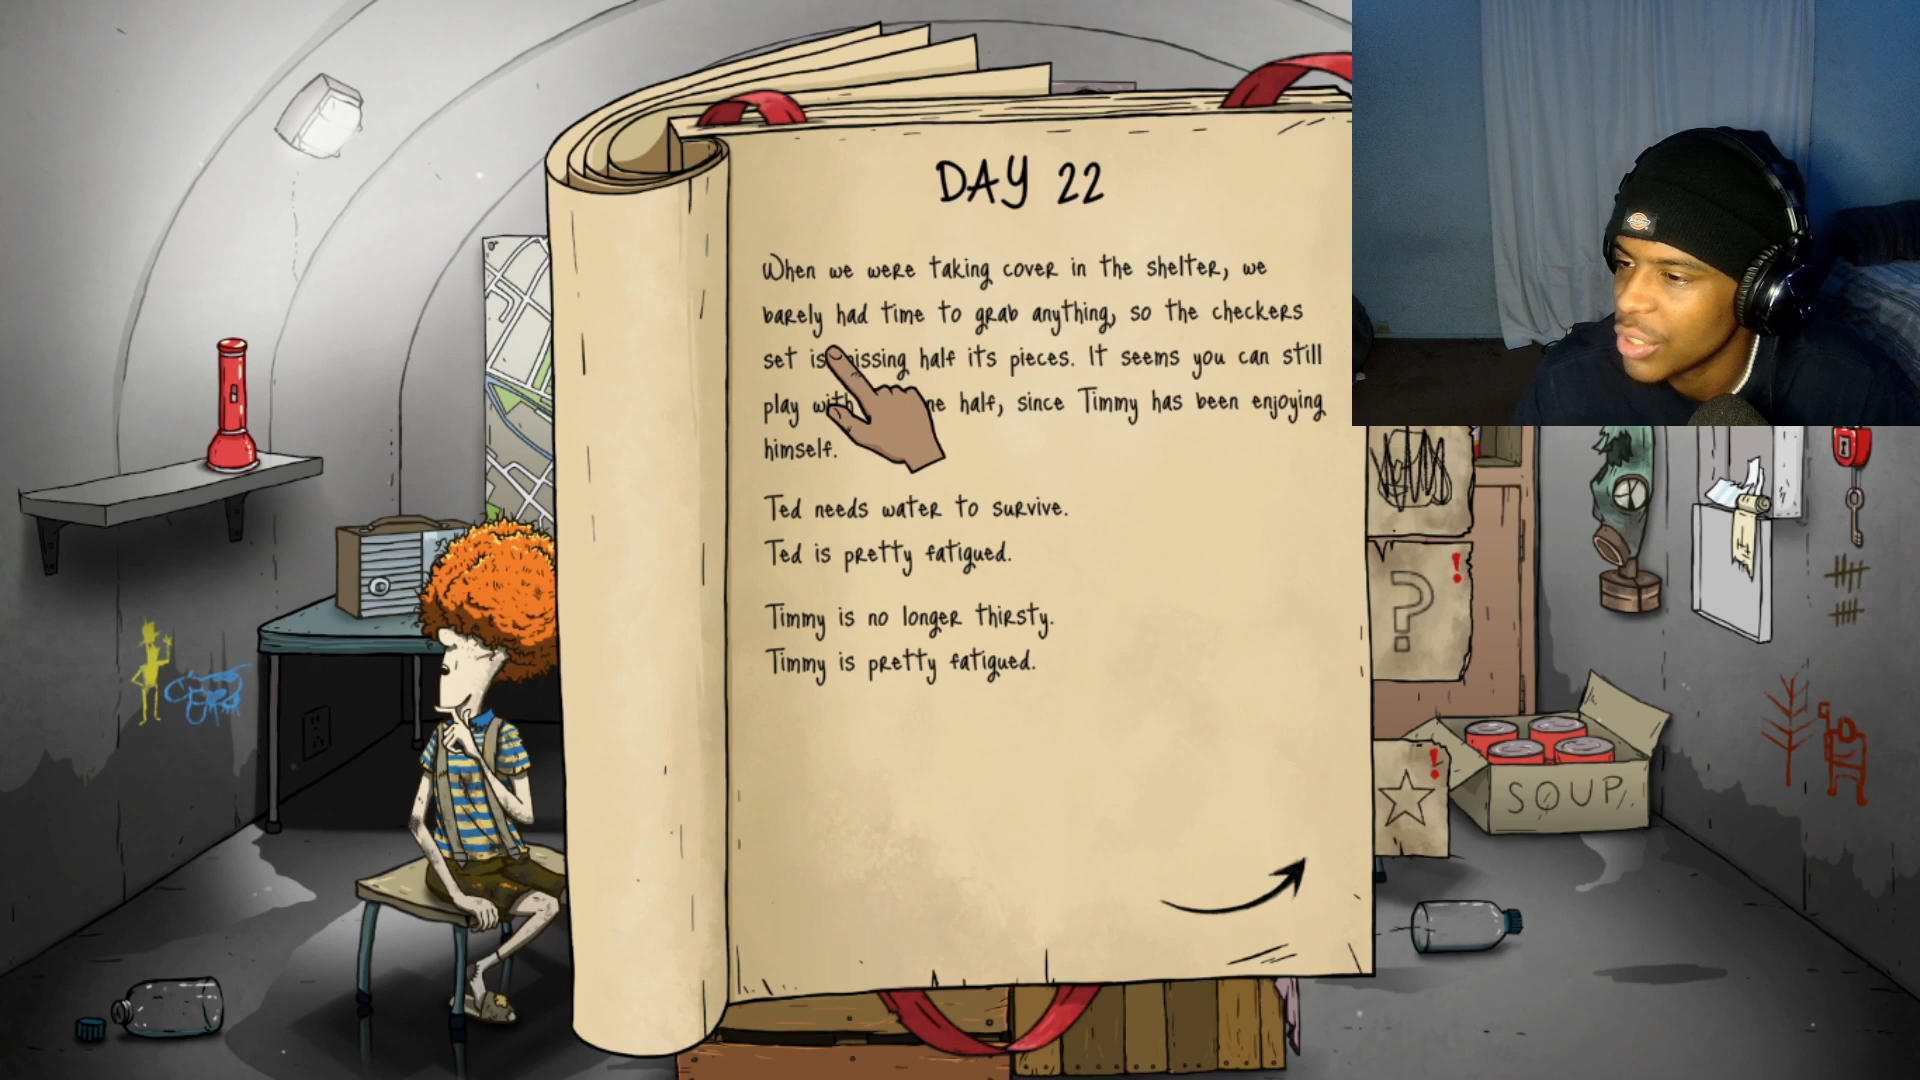 DAY 22
When we were taking cover in the shelter, we
barely had time to grab anything, so the checkers
set is missing half its pieces. It seems you can still
play with half, since Timmy has been enjoying
himself.
Ted needs water to survive.
Ted is pretty fatigued.
Timmy is no longer thirsty.
Timmy is pretty fatigued.
?
!
!
SOUP